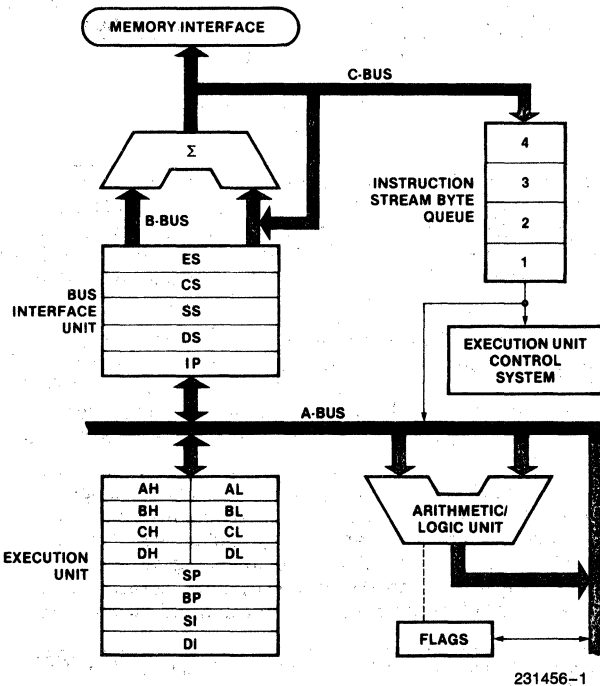 MEMORY INTERFACE
C-BUS
Σ
B-BUS
4
3
2
1
INSTRUCTION
STREAM BYTE
QUEUE
ES
CS
SS
DS
IP
BUS
INTERFACE
UNIT
EXECUTION UNIT
CONTROL
SYSTEM
A-BUS
AH AL
BH BL
CH CL
DH DL
SP
BP
SI
DI
EXECUTION
UNIT
ARITHMETIC/
LOGIC UNIT
FLAGS
231456-1